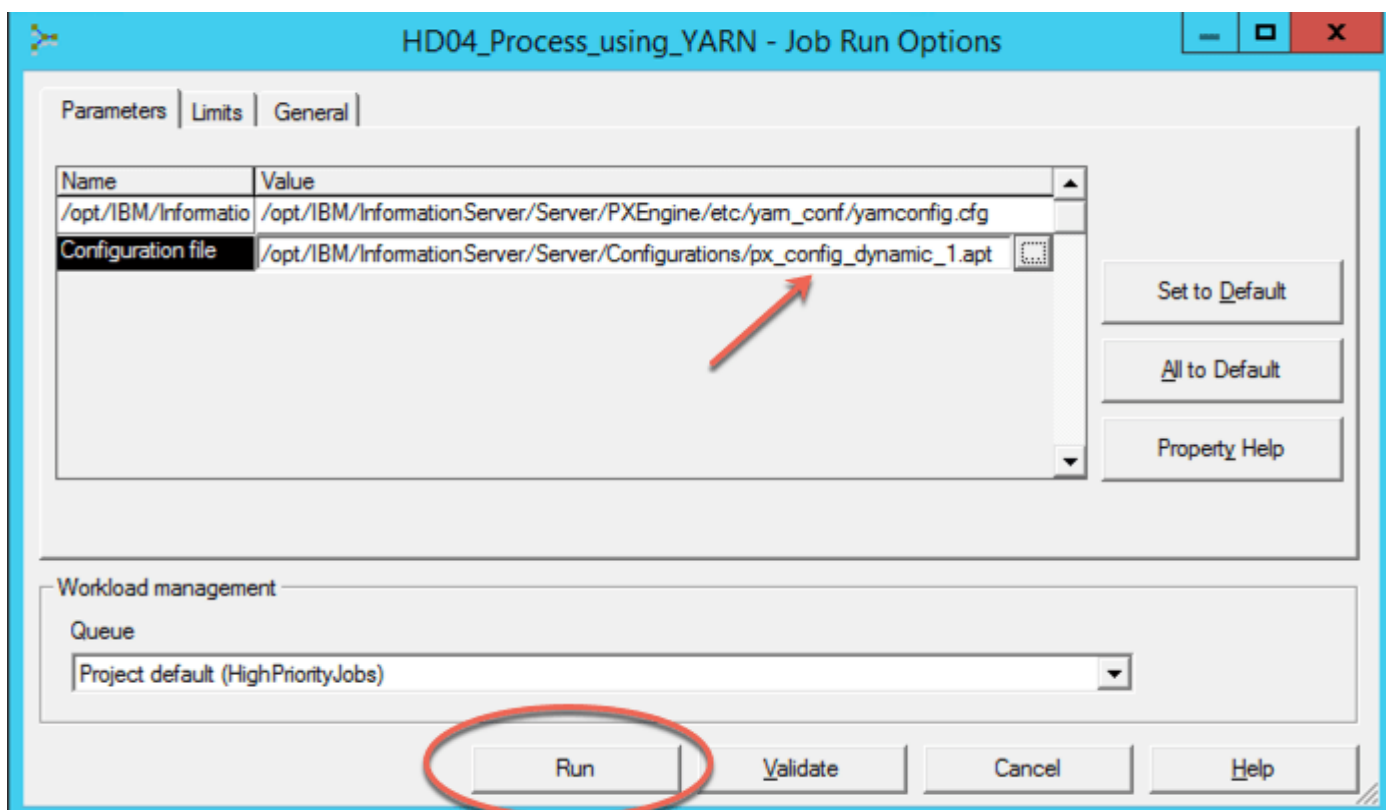 HD04_Process_using_YARN - Job Run Options
Parameters Limits General
Name Value
/opt/IBM/Informatio /opt/IBM/InformationServer/Server/PXEngine/etc/yarn_conf/yarnconfig.cfg
Configuration file /opt/IBM/InformationServer/Server/Configurations/px_config_dynamic_1.apt ...
Set to Default
All to Default
Property Help
Workload management
Queue
Project default (HighPriorityJobs)
Run Validate Cancel Help